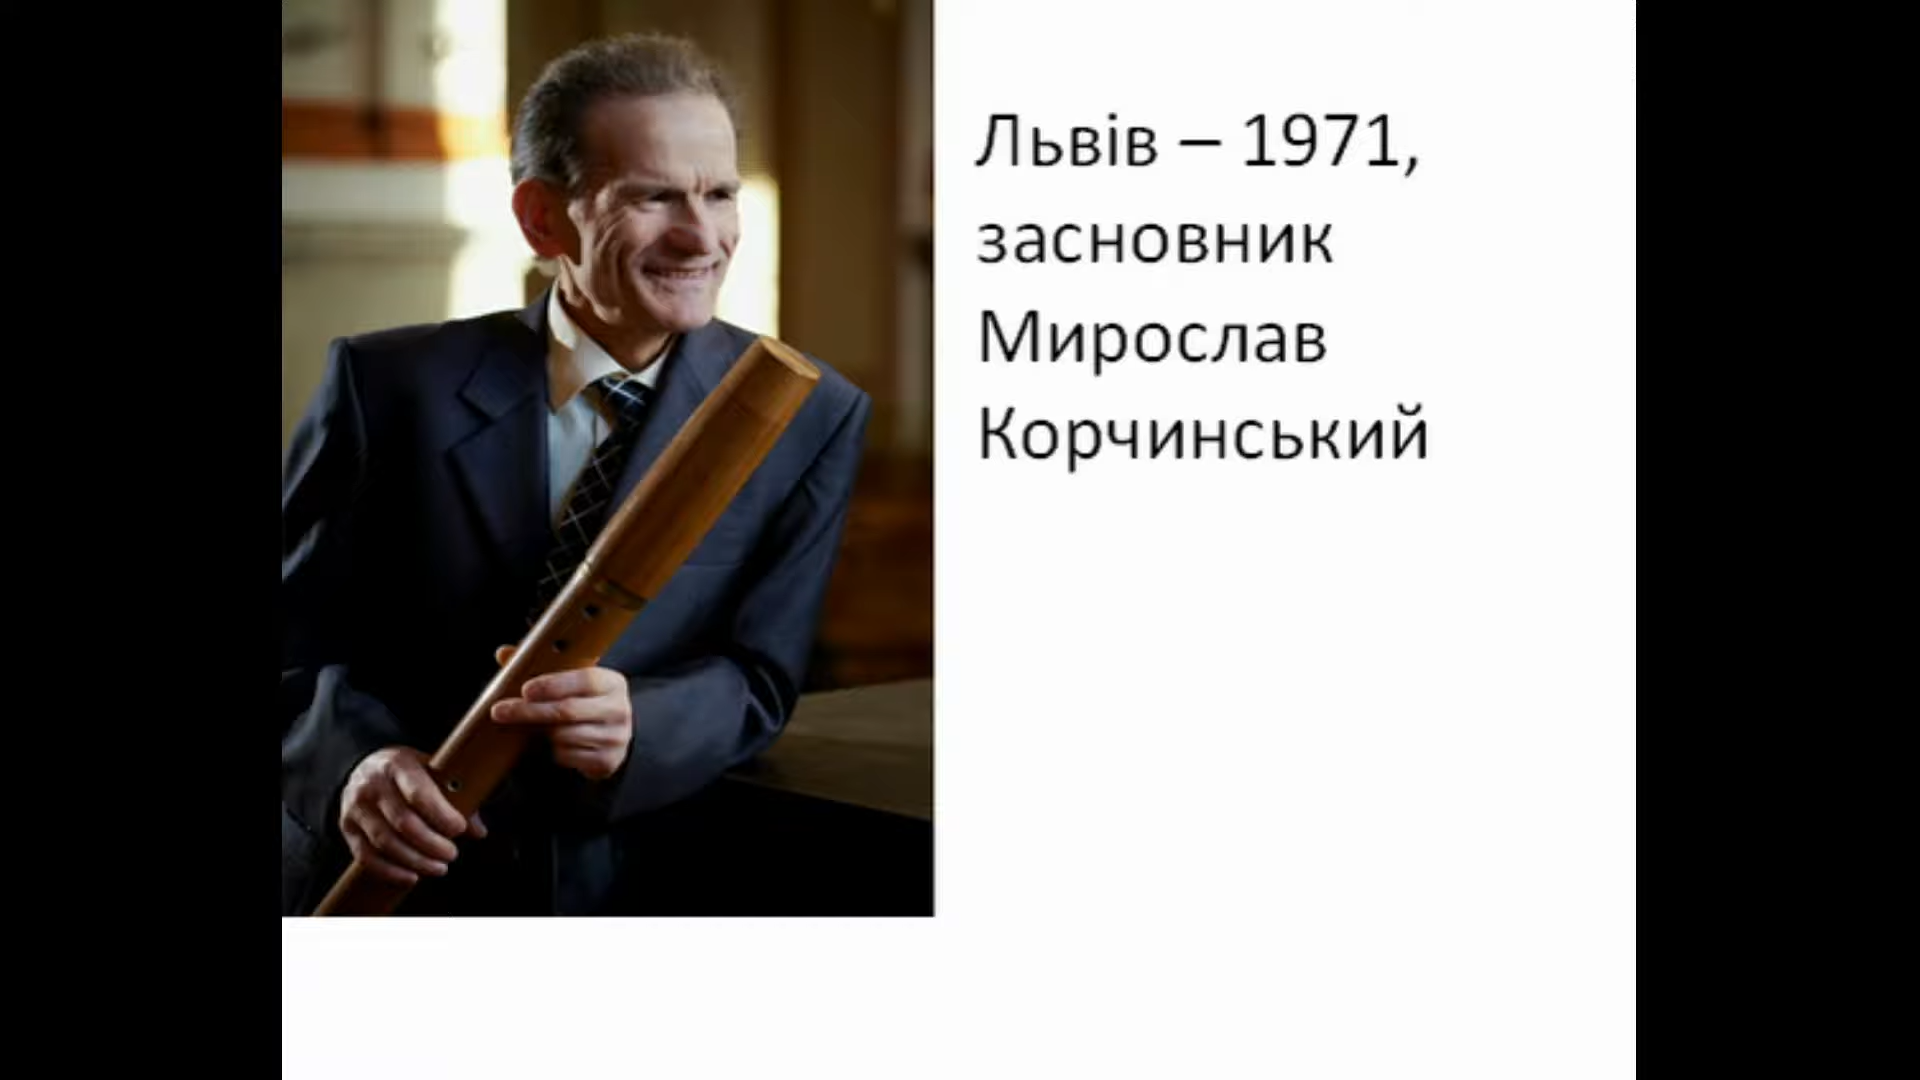 Львів – 1971,
засновник
Мирослав
Корчинський